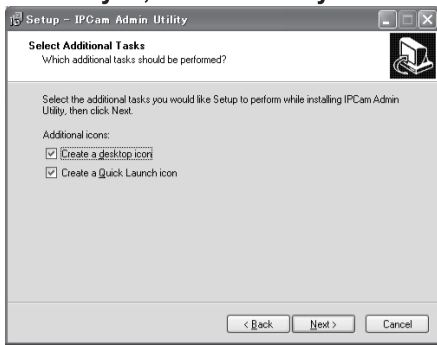 Setup - IPCam Admin Utility
Select Additional Tasks
Which additional tasks should be performed?
Select the additional tasks you would like Setup to perform while installing IPCam Admin
Utility, then click Next.
Additional icons:
Create a desktop icon
Create a Quick Launch icon
< Back
Next >
Cancel